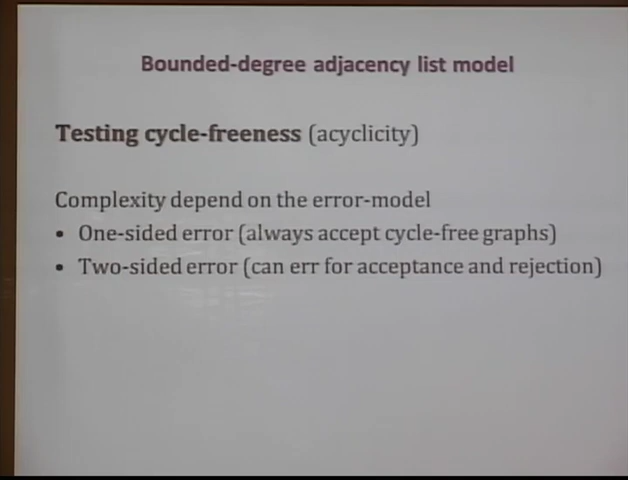 Bounded-degree adjacency list model
Testing cycle-freeness (acyclicity)
Complexity depend on the error-model
• One-sided error (always accept cycle-free graphs)
• Two-sided error (can err for acceptance and rejection)